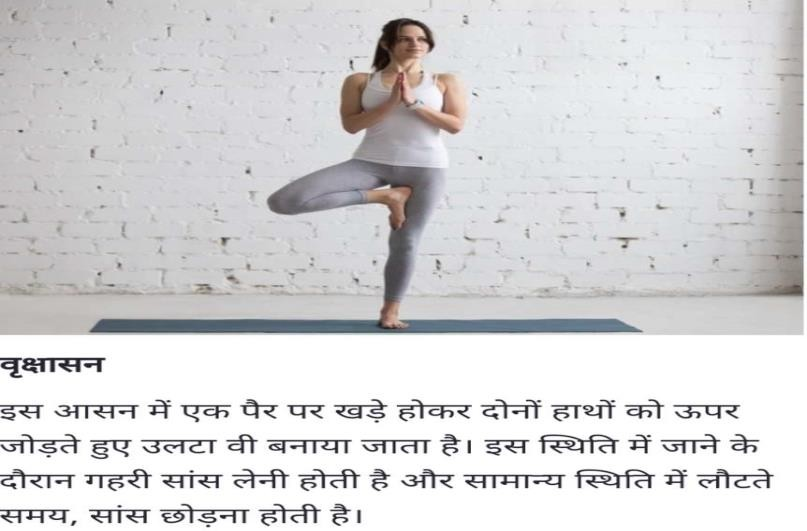 वृक्षासन
इस आसन में एक पैर पर खड़े होकर दोनों हाथों को ऊपर
जोड़ते हुए उलटा वी बनाया जाता है। इस स्थिति में जाने के
दौरान गहरी सांस लेनी होती है और सामान्य स्थिति में लौटते
समय, सांस छोड़ना होती है।